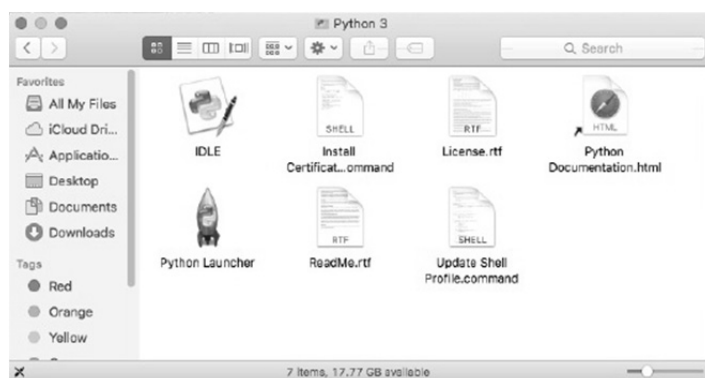 Python 3
Search
Favorites
All My Files
iCloud Dri...
Applicatio...
Desktop
Documents
Downloads
Tags
Red
Orange
Yellow
IDLE
SHELL
Install
Certificat...ommand
RTF
License.rtf
HTML
Python
Documentation.html
Python Launcher
RTF
ReadMe.rtf
SHELL
Update Shell
Profile.command
7 items, 17.77 GB available